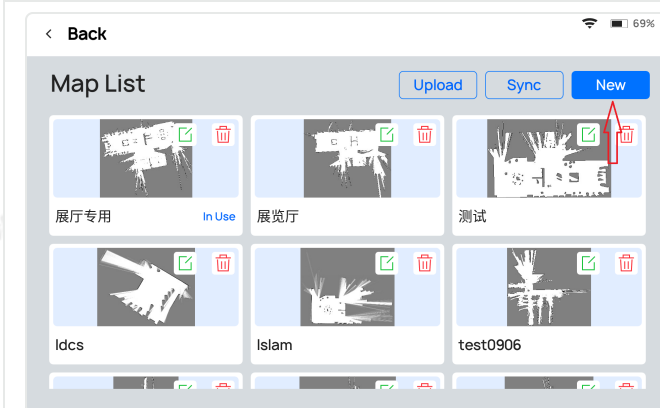 Back
69%
Map List
Upload
Sync
New
展厅专用
In Use
展览厅
测试
ldcs
lslam
test0906